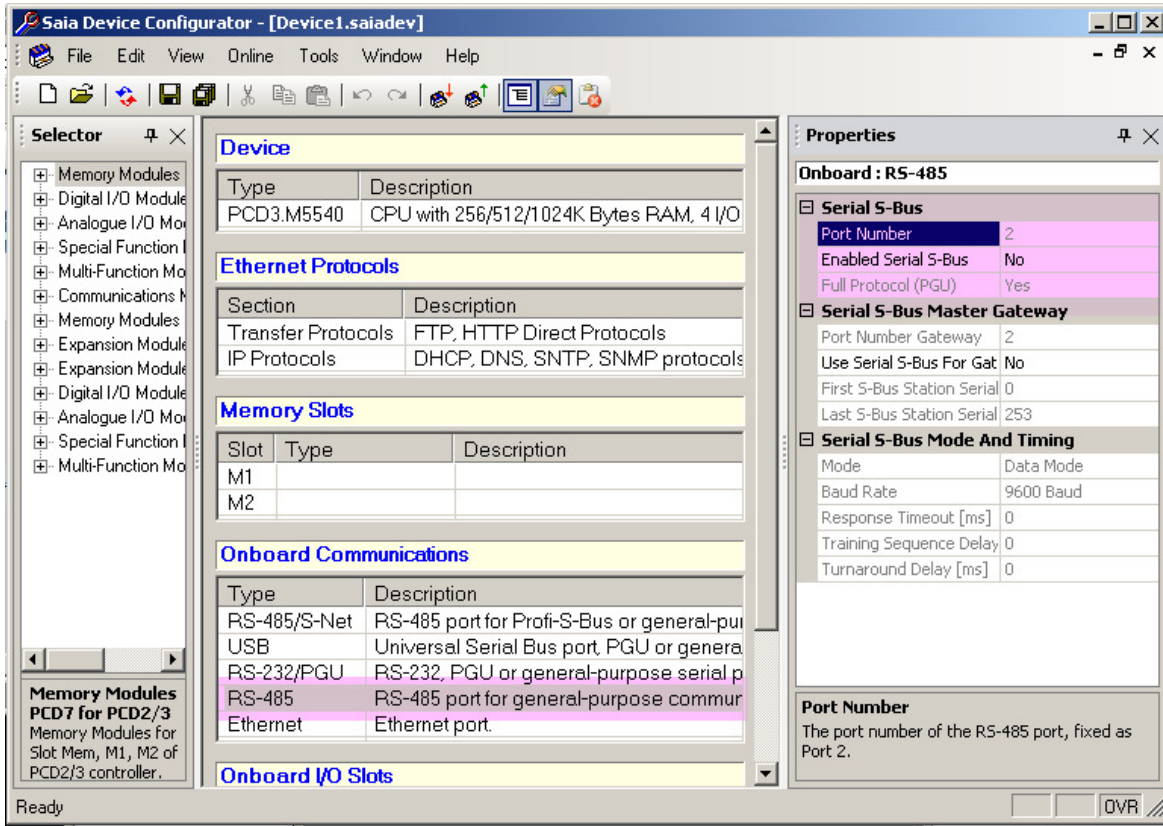 Saia Device Configurator - [Device1.saiadev]
File Edit View Online Tools Window Help
Selector
Memory Modules
Digital I/O Module
Analogue I/O Mo
Special Function
Multi-Function Mo
Communications
Memory Modules
Expansion Module
Expansion Module
Digital I/O Module
Analogue I/O Mo
Special Function
Multi-Function Mo
Memory Modules
PCD7 for PCD2/3
Memory Modules for
Slot Mem, M1, M2 of
PCD2/3 controller.
Device
Type Description
PCD3.M5540 CPU with 256/512/1024K Bytes RAM, 4 I/O
Ethernet Protocols
Section Description
Transfer Protocols FTP, HTTP Direct Protocols
IP Protocols DHCP, DNS, SNTP, SNMP protocols
Memory Slots
Slot Type Description
M1
M2
Onboard Communications
Type Description
RS-485/S-Net RS-485 port for Profi-S-Bus or general-pu
USB Universal Serial Bus port, PGU or genera
RS-232/PGU RS-232, PGU or general-purpose serial p
RS-485 RS-485 port for general-purpose commun
Ethernet Ethernet port.
Onboard I/O Slots
Properties
Onboard : RS-485
Serial S-Bus
Port Number 2
Enabled Serial S-Bus No
Full Protocol (PGU) Yes
Serial S-Bus Master Gateway
Port Number Gateway 2
Use Serial S-Bus For Gat No
First S-Bus Station Serial 0
Last S-Bus Station Serial 253
Serial S-Bus Mode And Timing
Mode Data Mode
Baud Rate 9600 Baud
Response Timeout [ms] 0
Training Sequence Delay 0
Turnaround Delay [ms] 0
Port Number
The port number of the RS-485 port, fixed as
Port 2.
Ready OVR